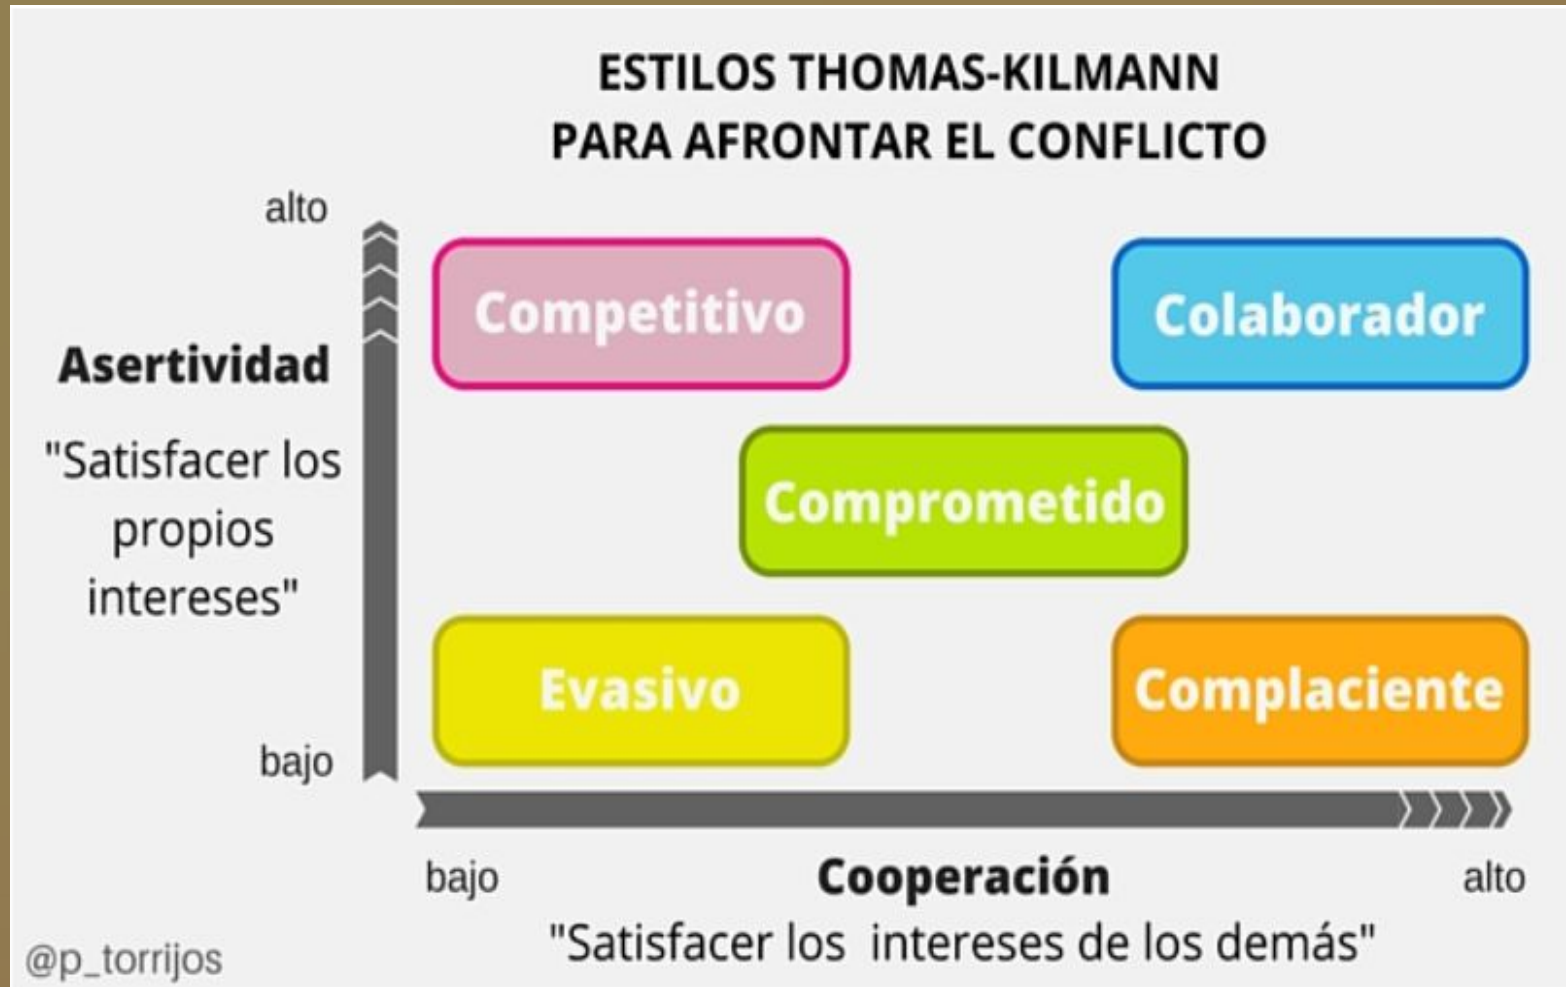 ESTILOS THOMAS-KILMANN
PARA AFRONTAR EL CONFLICTO
alto
Asertividad
"Satisfacer los
propios
intereses"
bajo
Competitivo
Colaborador
Comprometido
Evasivo
Complaciente
bajo
Cooperación
alto
"Satisfacer los intereses de los demás"
@p_torrijos